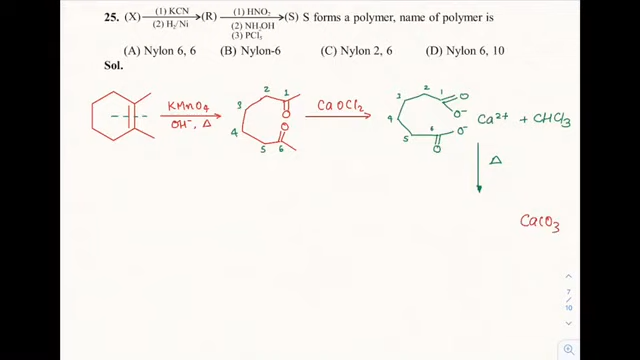 25. (X) (1) KCN (2) H₂/Ni → (R) (1) HNO₂ (2) NH₂OH (3) PCl₅ → (S) S forms a polymer, name of polymer is
(A) Nylon 6, 6 (B) Nylon-6 (C) Nylon 2, 6 (D) Nylon 6, 10
Sol.
KMnO₄
OH⁻, Δ
1 2 3 4 5 6
O
O
CaOCl₂
1 2 3 4 5 6
O
O⁻
O⁻
O
Ca²⁺ + CHCl₃
Δ
CaCO₃
7
/
10